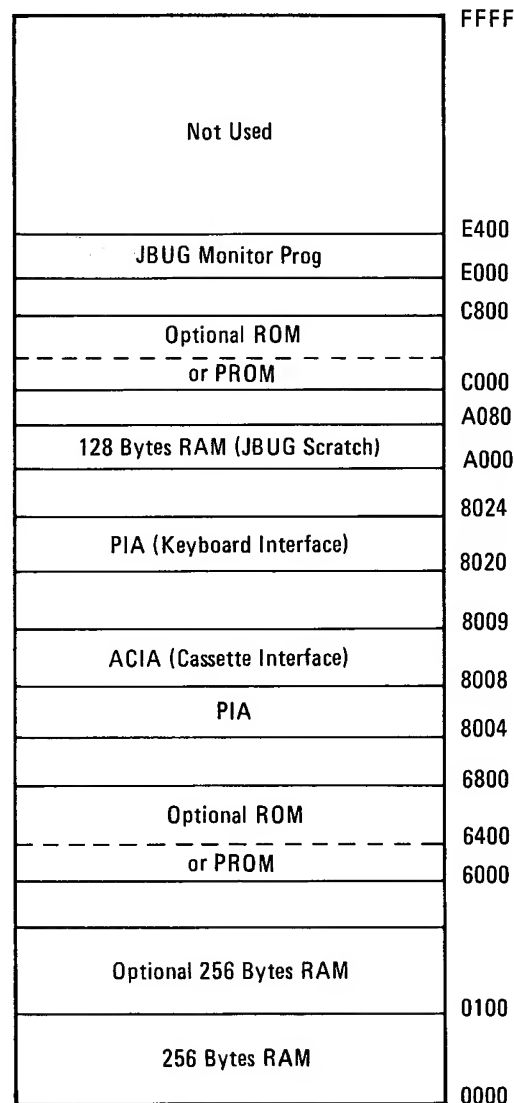 FFFF
Not Used
E400
JBUG Monitor Prog
E000
C800
Optional ROM
or PROM
C000
A080
128 Bytes RAM (JBUG Scratch)
A000
8024
PIA (Keyboard Interface)
8020
8009
ACIA (Cassette Interface)
8008
PIA
8004
6800
Optional ROM
6400
or PROM
6000
Optional 256 Bytes RAM
0100
256 Bytes RAM
0000